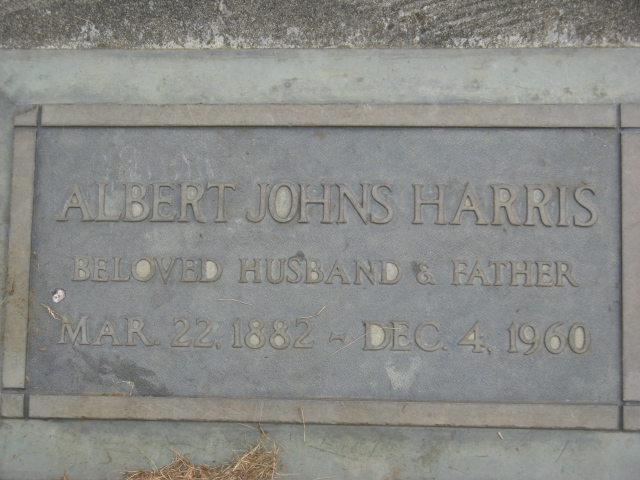 ALBERT JOHNS HARRIS
BELOVED HUSBAND & FATHER
MAR. 22, 1882 - DEC. 4, 1960